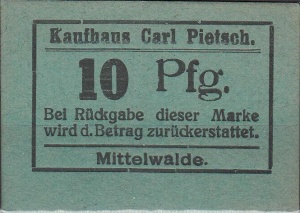 Kaufhaus Carl Pietsch.
10 Pfg.
Bei Rückgabe dieser Marke
wird d. Betrag zurückerstattet.
Mittelwalde.